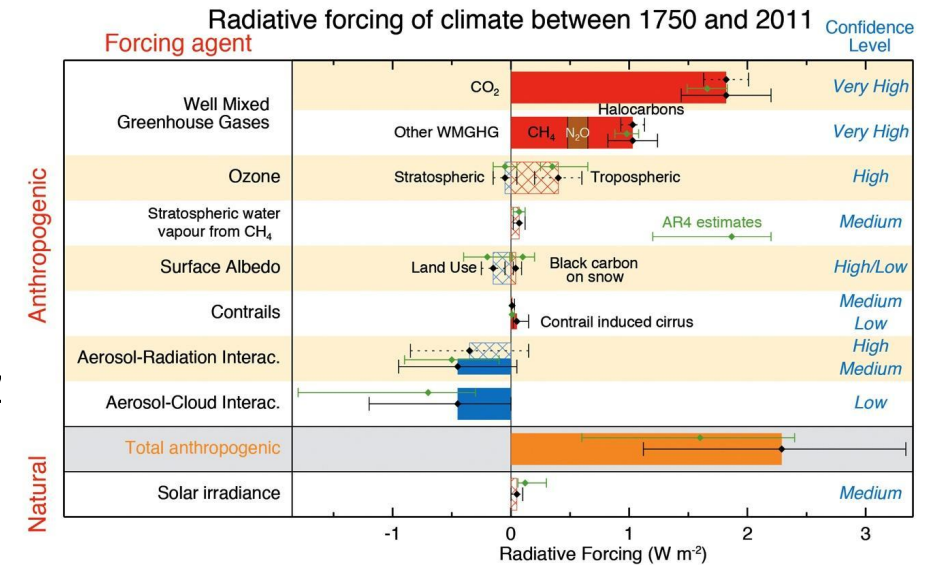 Radiative forcing of climate between 1750 and 2011
Forcing agent
Confidence
Level
Anthropogenic
Natural
Well Mixed
Greenhouse Gases
CO₂
Very High
Halocarbons
Other WMGHG
CH₄
N₂O
Very High
Ozone
Stratospheric
Tropospheric
High
Stratospheric water
vapour from CH₄
AR4 estimates
Medium
Surface Albedo
Land Use
Black carbon
on snow
High/Low
Contrails
Contrail induced cirrus
Medium
Low
Aerosol-Radiation Interac.
High
Medium
Aerosol-Cloud Interac.
Low
Total anthropogenic
Solar irradiance
Medium
-1 0 1 2 3
Radiative Forcing (W m⁻²)